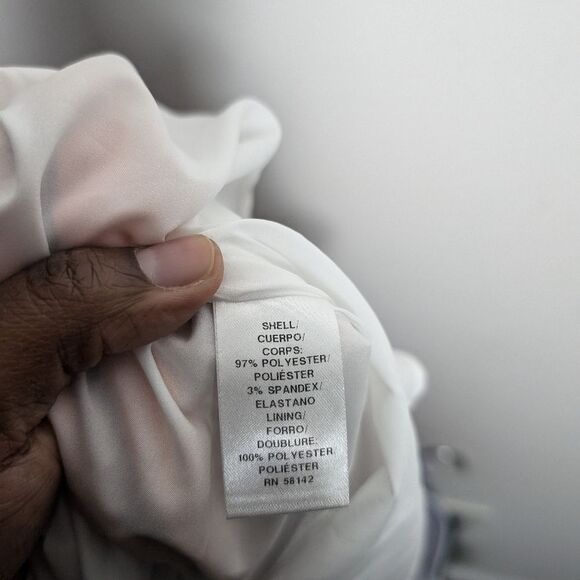 SHELL/
CUERPO/
CORPS:
97% POLYESTER/
POLIÉSTER
3% SPANDEX/
ELASTANO
LINING/
FORRO/
DOUBLURE:
100% POLYESTER
POLIÉSTER
RN 58142